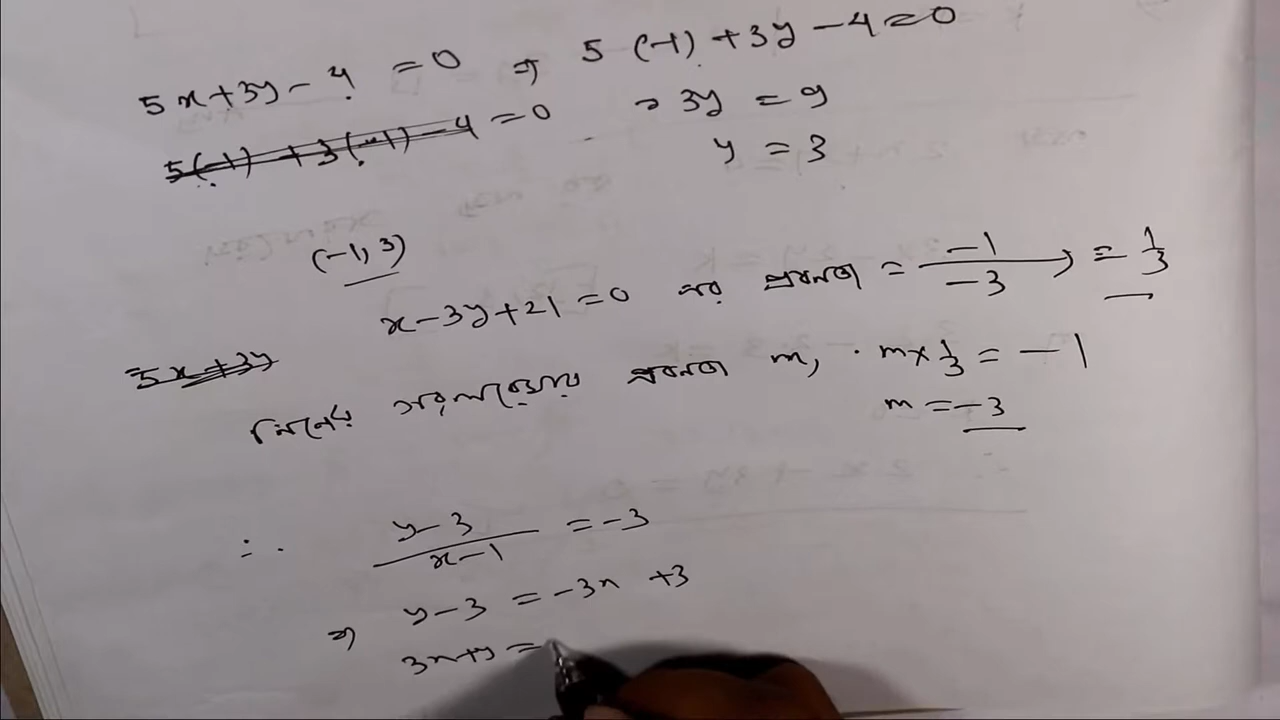 5x+3y-4 =0 ⇒ 5 (-1) +3y -4=0
5(-1) +3(-1) -4 =0 ⇒ 3y =9
y = 3
(-1, 3)
x-3y+21=0 এর প্রবনতা = -1/-3 = 1/3
5x+3y
নির্নেয় সরলরেখার প্রবনতা m, m× 1/3 = -1
m =-3
∴ y-3/x-1 =-3
⇒ y-3 =-3x +3
3x+y =